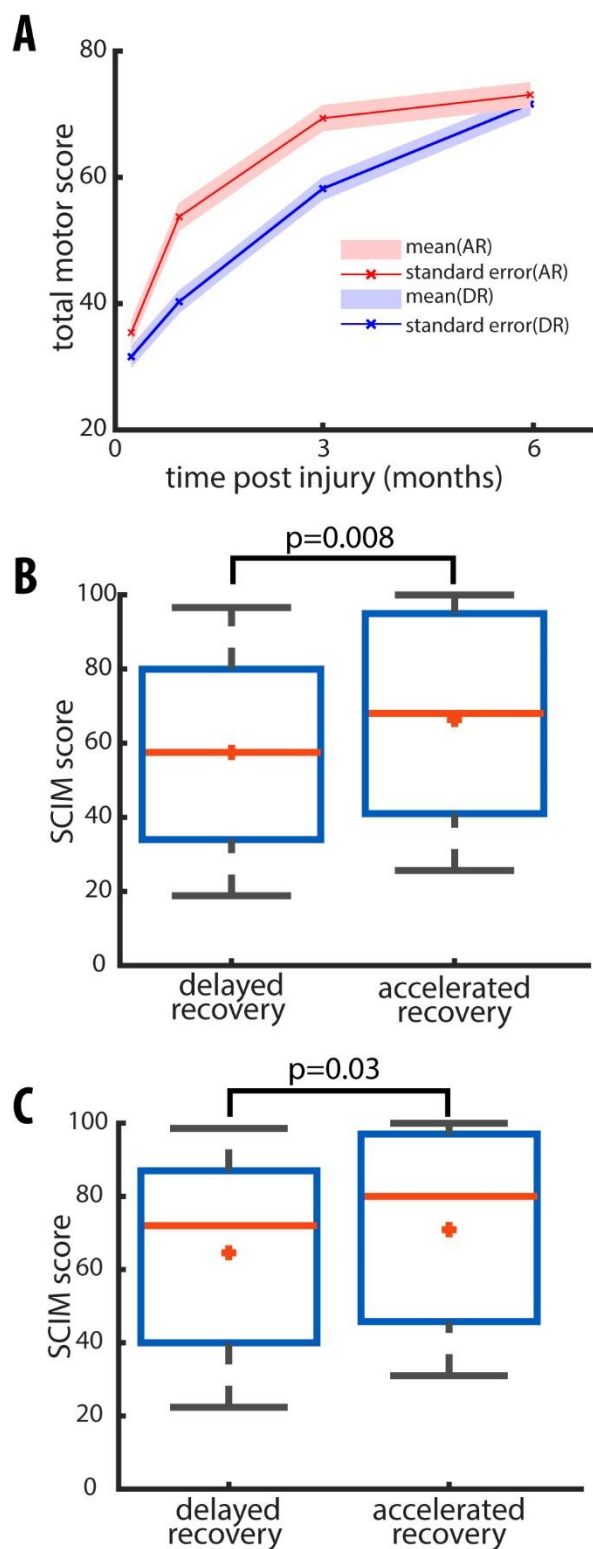 A
80
60
40
20
total motor score
mean(AR)
standard error(AR)
mean(DR)
standard error(DR)
0
3
6
time post injury (months)
B
p=0.008
100
80
60
40
20
0
SCIM score
delayed
recovery
accelerated
recovery
C
p=0.03
100
80
60
40
20
0
SCIM score
delayed
recovery
accelerated
recovery